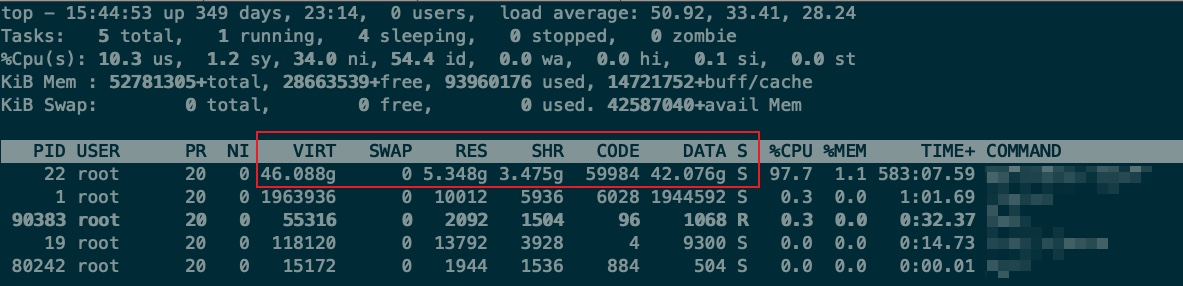 top - 15:44:53 up 349 days, 23:14,  0 users,  load average: 50.92, 33.41, 28.24
Tasks:   5 total,   1 running,   4 sleeping,   0 stopped,   0 zombie
%Cpu(s): 10.3 us,  1.2 sy, 34.0 ni, 54.4 id,  0.0 wa,  0.0 hi,  0.1 si,  0.0 st
KiB Mem : 52781305+total, 28663539+free, 93960176 used, 14721752+buff/cache
KiB Swap:        0 total,        0 free,        0 used. 42587040+avail Mem
PID USER      PR  NI    VIRT   SWAP    RES    SHR   CODE    DATA S  %CPU %MEM     TIME+ COMMAND
22 root      20   0 46.088g      0 5.348g 3.475g  59984 42.076g S  97.7  1.1 583:07.59
1 root      20   0 1963936      0  10012   5936   6028 1944592 S   0.3  0.0   1:01.69
90383 root      20   0   55316      0   2092   1504     96    1068 R   0.3  0.0   0:32.37
19 root      20   0  118120      0  13792   3928      4    9300 S   0.0  0.0   0:14.73
80242 root      20   0   15172      0   1944   1536    884     504 S   0.0  0.0   0:00.01